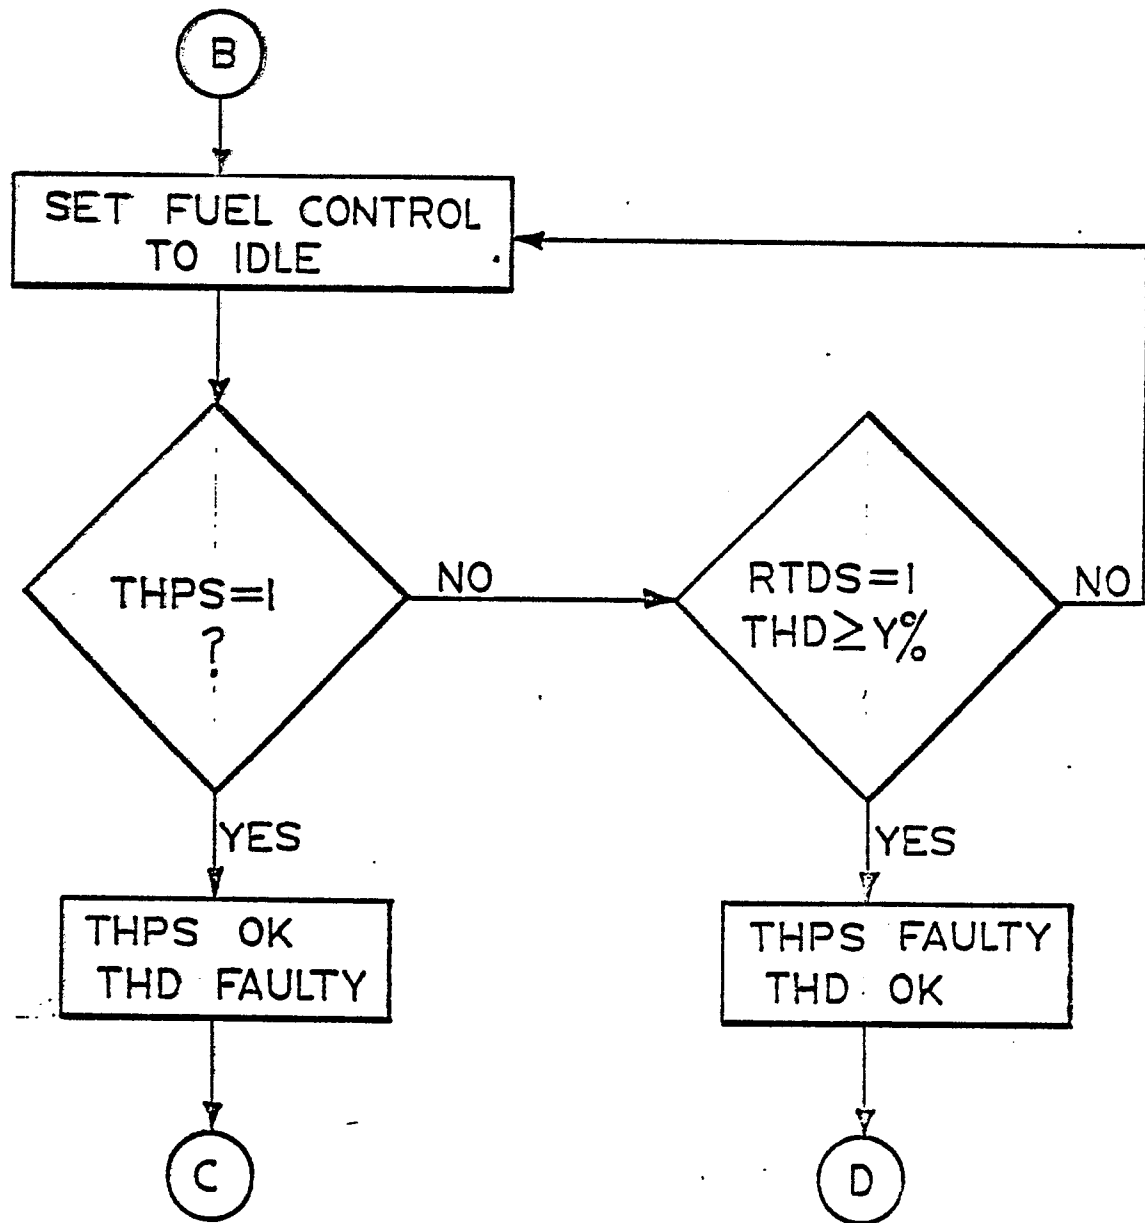 B
SET FUEL CONTROL
TO IDLE
THPS=1
?
NO
RTDS=1
THD≥Y%
NO
YES
YES
THPS OK
THD FAULTY
THPS FAULTY
THD OK
C
D